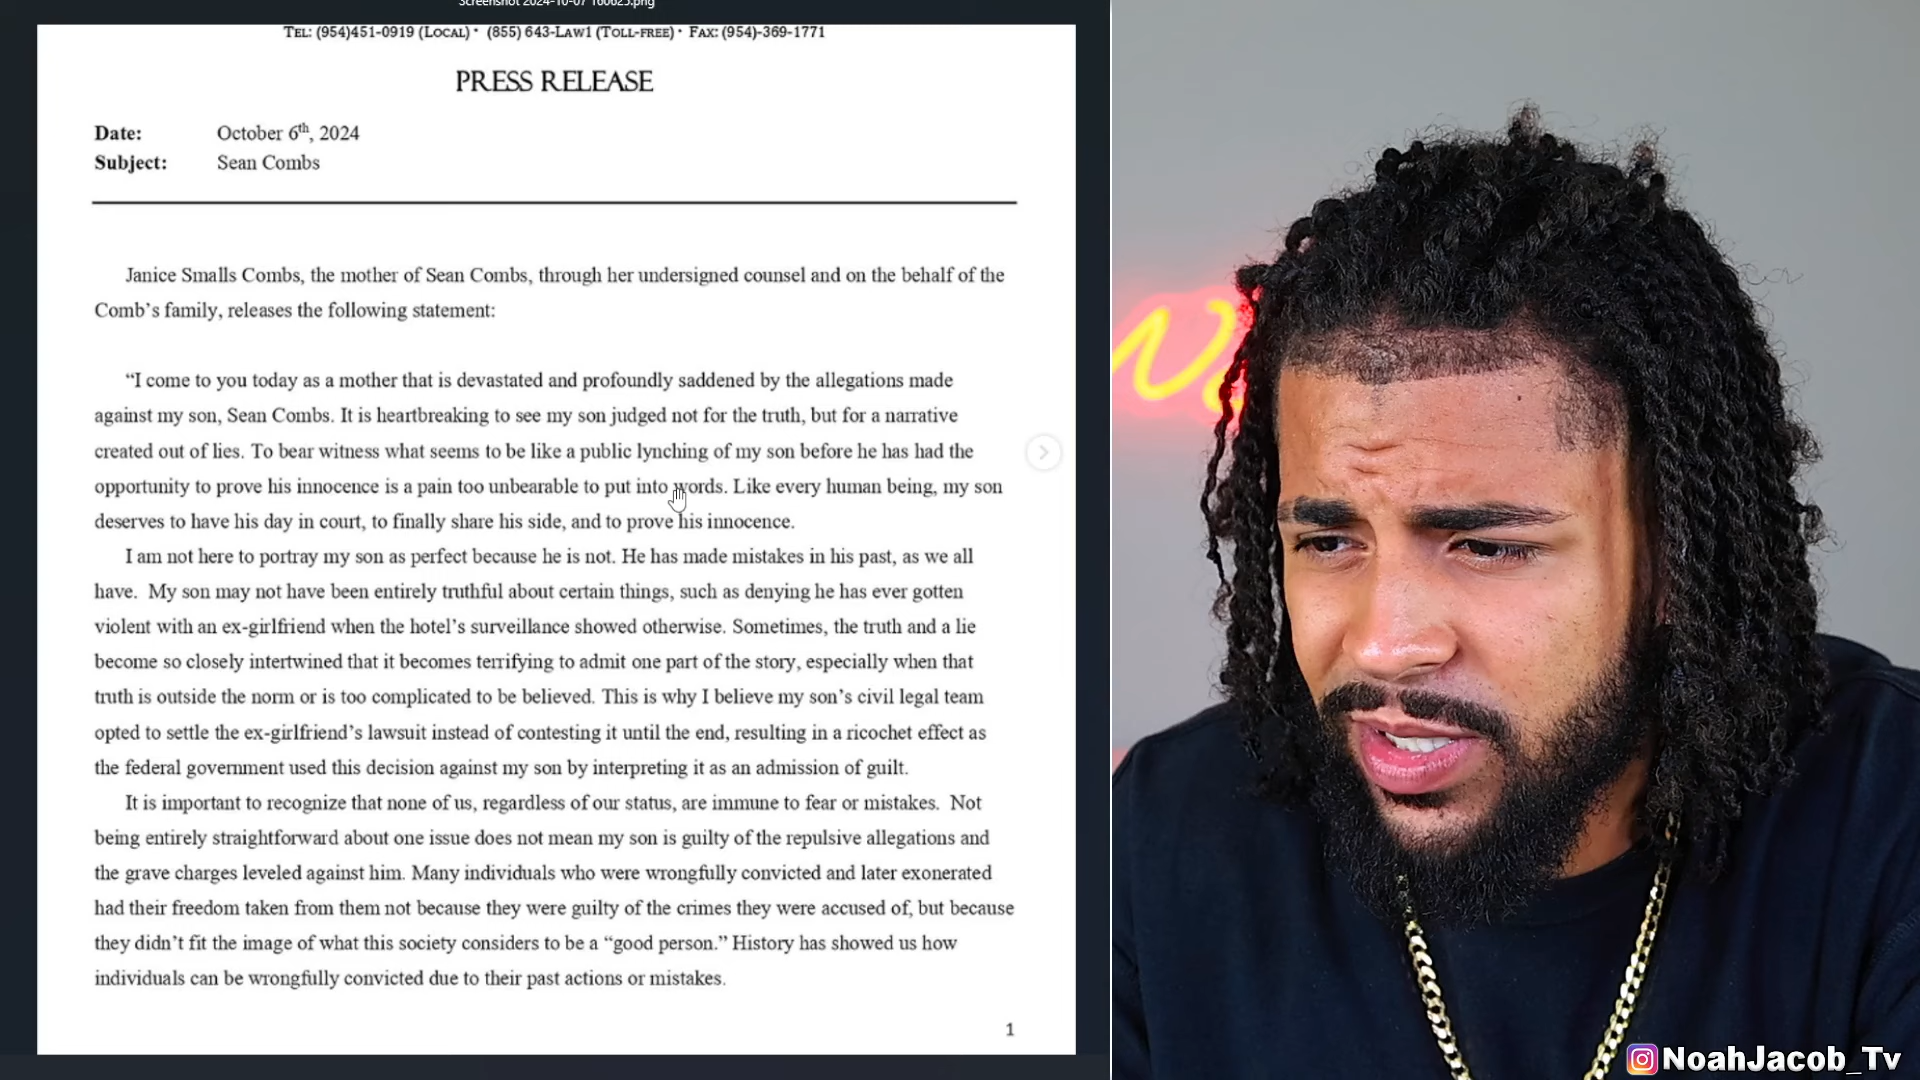 Screenshot 2024-10-07 160625.png
TEL: (954)451-0919 (LOCAL) • (855) 643-LAW1 (TOLL-FREE) • FAX: (954)-369-1771
PRESS RELEASE
Date: October 6th, 2024
Subject: Sean Combs
Janice Smalls Combs, the mother of Sean Combs, through her undersigned counsel and on the behalf of the
Comb’s family, releases the following statement:
“I come to you today as a mother that is devastated and profoundly saddened by the allegations made
against my son, Sean Combs. It is heartbreaking to see my son judged not for the truth, but for a narrative
created out of lies. To bear witness what seems to be like a public lynching of my son before he has had the
opportunity to prove his innocence is a pain too unbearable to put into words. Like every human being, my son
deserves to have his day in court, to finally share his side, and to prove his innocence.
I am not here to portray my son as perfect because he is not. He has made mistakes in his past, as we all
have. My son may not have been entirely truthful about certain things, such as denying he has ever gotten
violent with an ex-girlfriend when the hotel’s surveillance showed otherwise. Sometimes, the truth and a lie
become so closely intertwined that it becomes terrifying to admit one part of the story, especially when that
truth is outside the norm or is too complicated to be believed. This is why I believe my son’s civil legal team
opted to settle the ex-girlfriend’s lawsuit instead of contesting it until the end, resulting in a ricochet effect as
the federal government used this decision against my son by interpreting it as an admission of guilt.
It is important to recognize that none of us, regardless of our status, are immune to fear or mistakes. Not
being entirely straightforward about one issue does not mean my son is guilty of the repulsive allegations and
the grave charges leveled against him. Many individuals who were wrongfully convicted and later exonerated
had their freedom taken from them not because they were guilty of the crimes they were accused of, but because
they didn’t fit the image of what this society considers to be a “good person.” History has showed us how
individuals can be wrongfully convicted due to their past actions or mistakes.
1
NoahJacob_Tv